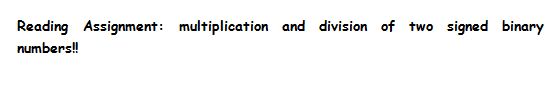 Reading Assignment: multiplication and division of two signed binary
numbers!!